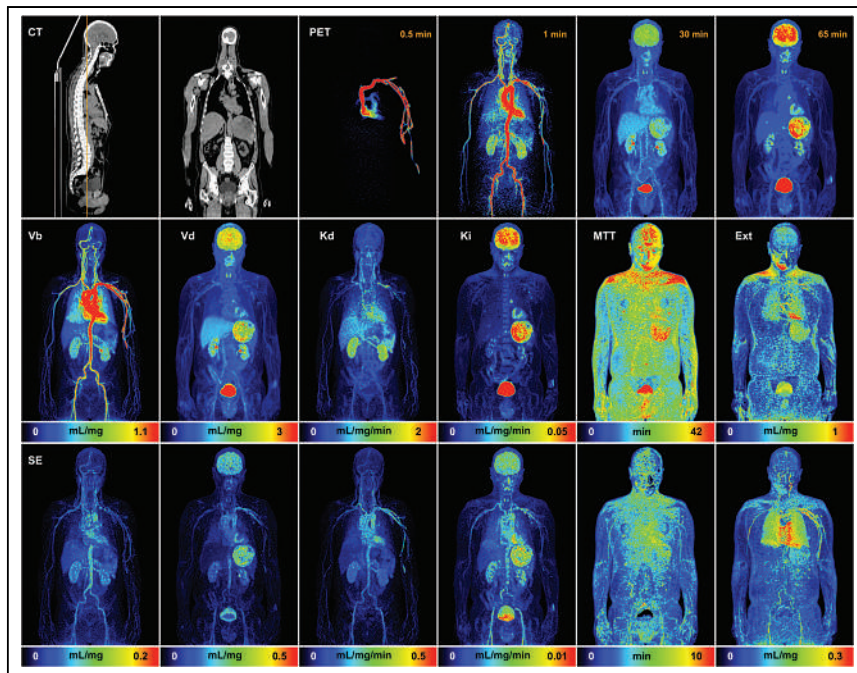 CT PET 0.5 min 1 min 30 min 65 min
Vb Vd Kd Ki MTT Ext
0 mL/mg 1.1 0 mL/mg 3 0 mL/mg/min 2 0 mL/mg/min 0.05 0 min 42 0 mL/mg 1
SE
0 mL/mg 0.2 0 mL/mg 0.5 0 mL/mg/min 0.5 0 mL/mg/min 0.01 0 min 10 0 mL/mg 0.3